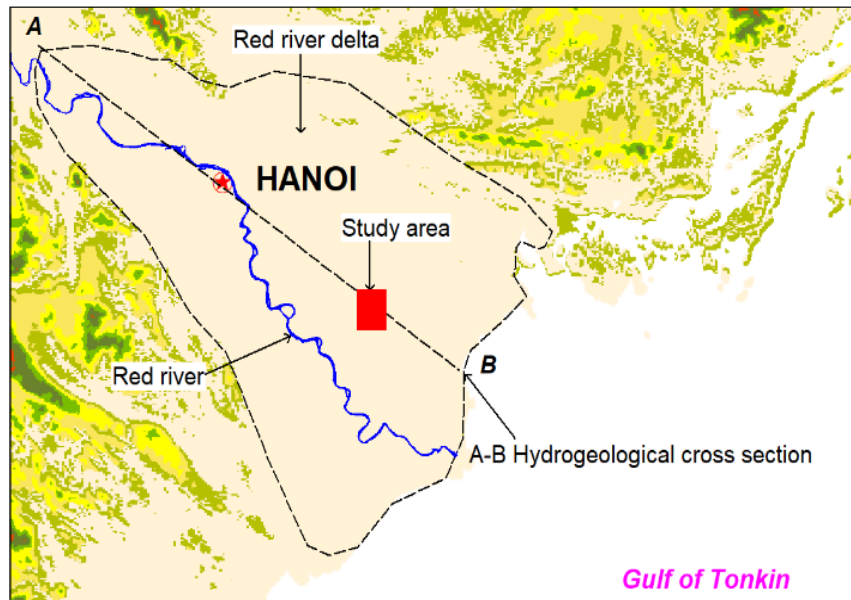 A
Red river delta
HANOI
Study area
Red river
B
A-B Hydrogeological cross section
Gulf of Tonkin